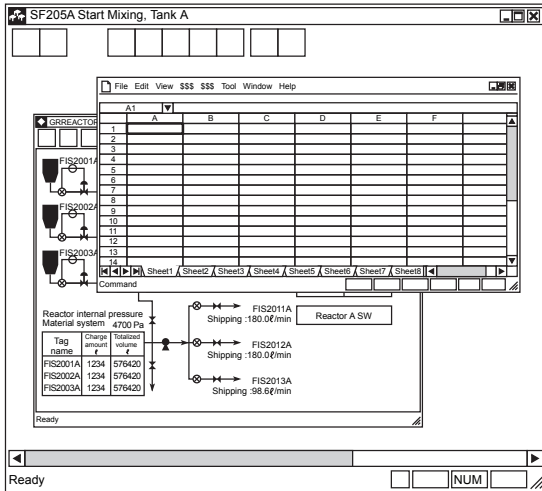 SF205A Start Mixing, Tank A
File Edit View $$$ $$$ Tool Window Help
A1
GRREACTOR
A B C D E F
1
2
3
4
5
6
7
8
9
10
11
12
13
14
FIS2001A
FIS2002A
FIS2003A
Sheet1 Sheet2 Sheet3 Sheet4 Sheet5 Sheet6 Sheet7 Sheet8
Command
Reactor internal pressure
Material system 4700 Pa
Tag name Charge amount ℓ Totalized volume ℓ
FIS2001A 1234 576420
FIS2002A 1234 576420
FIS2003A 1234 576420
FIS2011A
Shipping :180.0ℓ/min
FIS2012A
Shipping :180.0ℓ/min
FIS2013A
Shipping :98.6ℓ/min
Reactor A SW
Ready
Ready
NUM